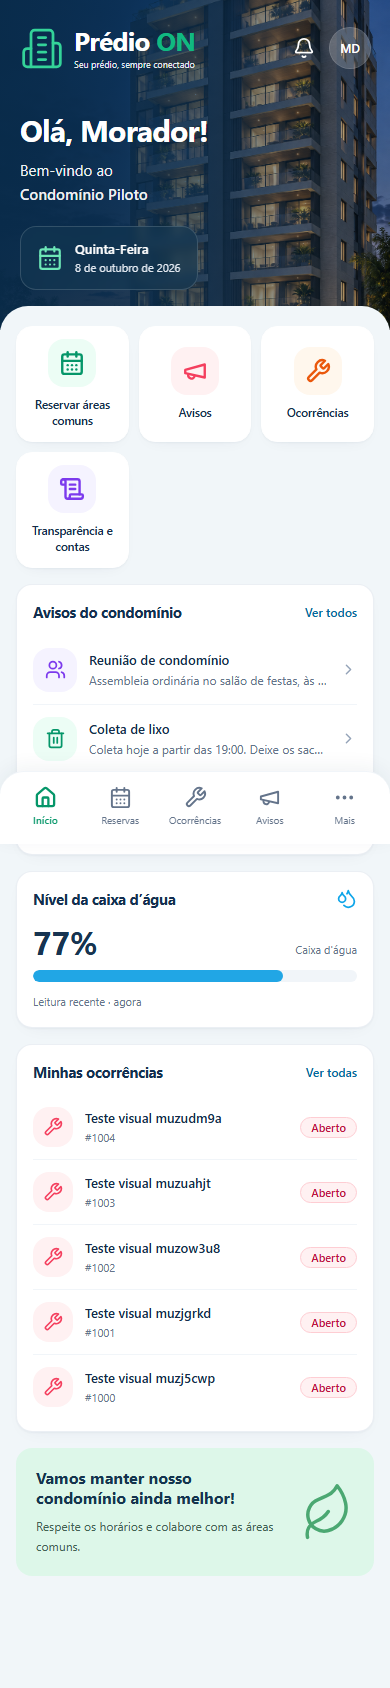 Prédio ON
Seu prédio, sempre conectado
MD
Olá, Morador!
Bem-vindo ao
Condomínio Piloto
Quinta-Feira
8 de outubro de 2026
Reservar áreas
comuns
Avisos
Ocorrências
Transparência e
contas
Avisos do condomínio
Ver todos
Reunião de condomínio
Assembleia ordinária no salão de festas, às ...
Coleta de lixo
Coleta hoje a partir das 19:00. Deixe os sac...
Início
Reservas
Ocorrências
Avisos
Mais
Nível da caixa d'água
77%
Caixa d'água
Leitura recente · agora
Minhas ocorrências
Ver todas
Teste visual muzudm9a
#1004
Aberto
Teste visual muzuahjt
#1003
Aberto
Teste visual muzow3u8
#1002
Aberto
Teste visual muzjgrkd
#1001
Aberto
Teste visual muzj5cwp
#1000
Aberto
Vamos manter nosso
condomínio ainda melhor!
Respeite os horários e colabore com as áreas
comuns.